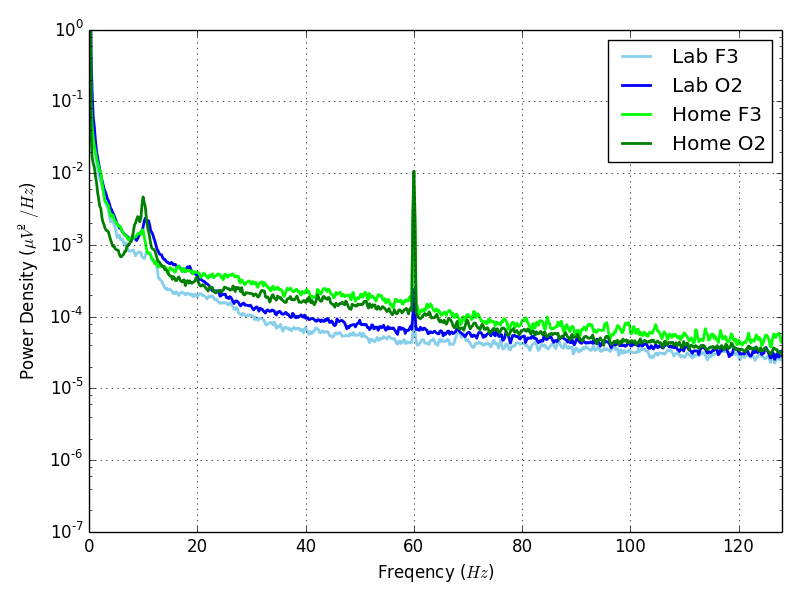 10^0
10^-1
10^-2
10^-3
10^-4
10^-5
10^-6
10^-7
Power Density (μV² / Hz)
Lab F3
Lab O2
Home F3
Home O2
0 20 40 60 80 100 120
Freqency (Hz)